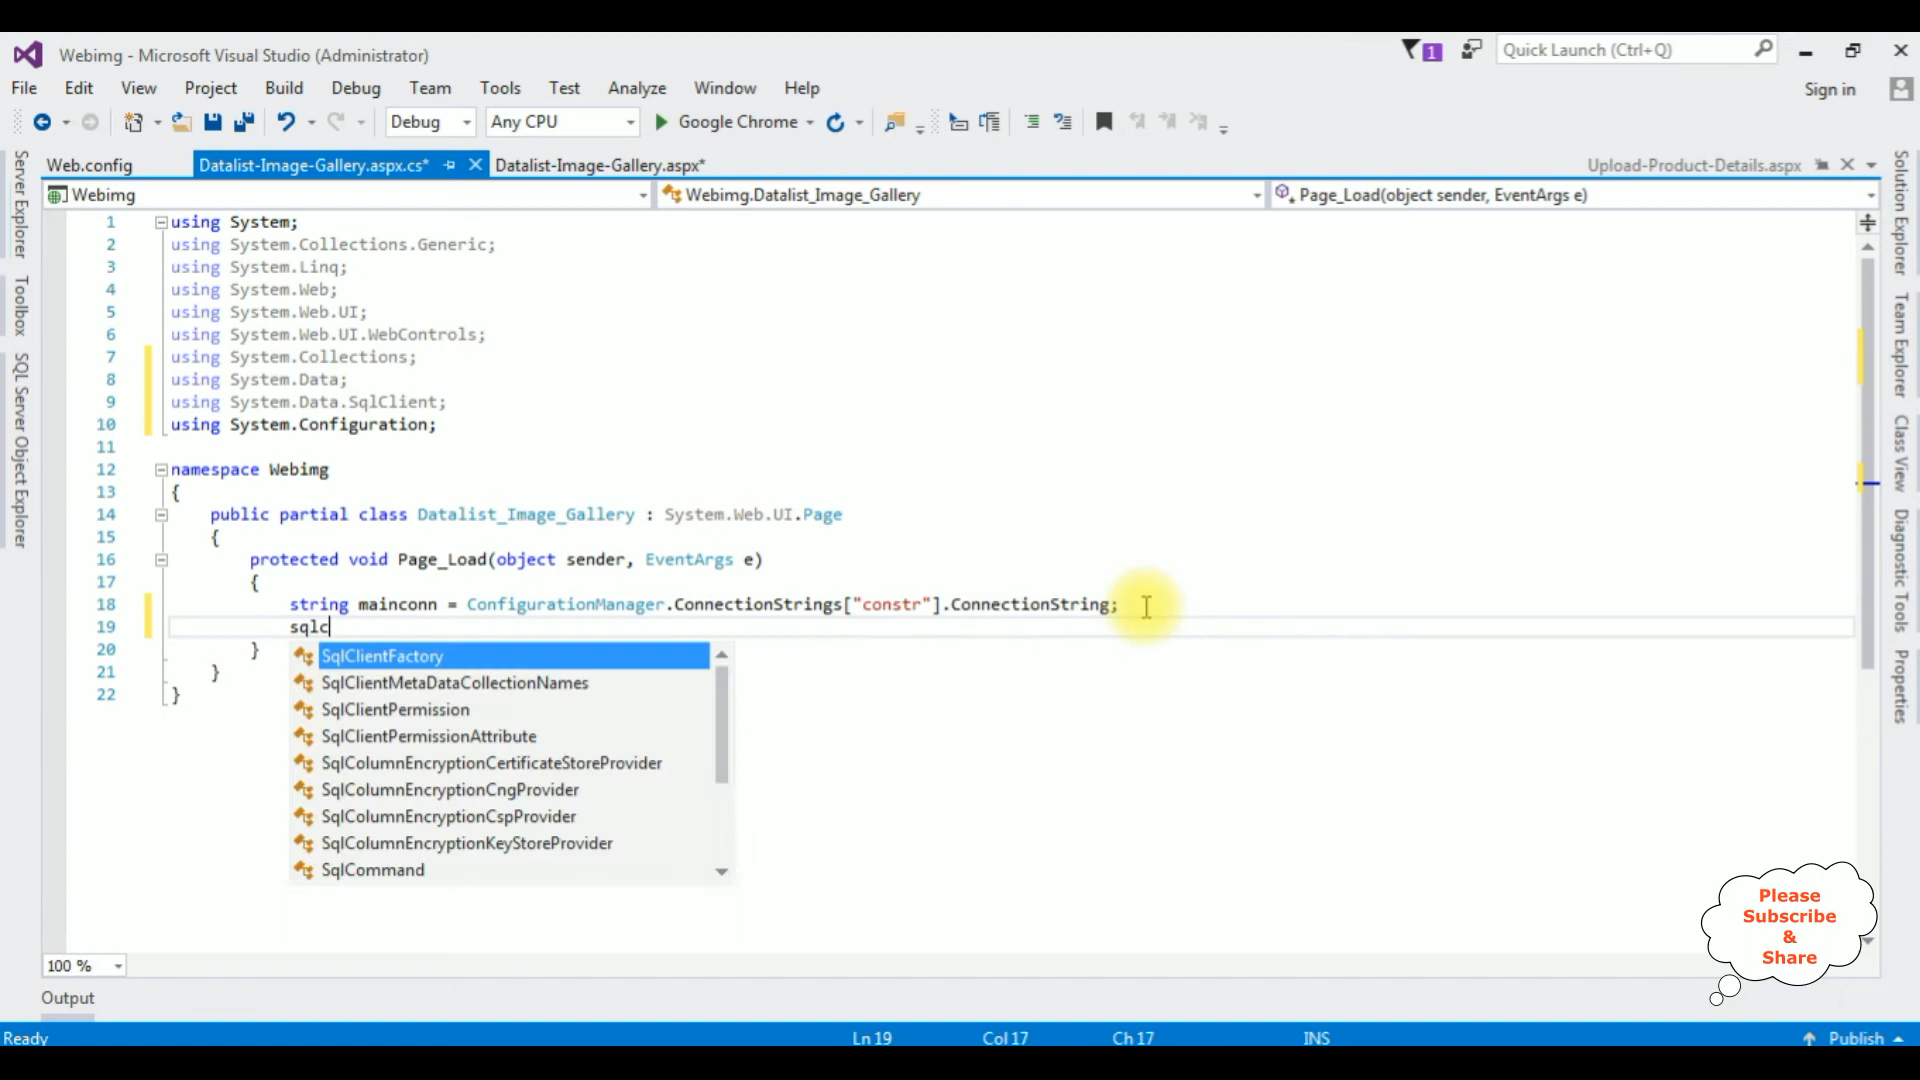 Webimg - Microsoft Visual Studio (Administrator)
1
Quick Launch (Ctrl+Q)
File Edit View Project Build Debug Team Tools Test Analyze Window Help
Sign in
Debug Any CPU Google Chrome
Web.config Datalist-Image-Gallery.aspx.cs* Datalist-Image-Gallery.aspx* Upload-Product-Details.aspx
Webimg Webimg.Datalist_Image_Gallery Page_Load(object sender, EventArgs e)
Server Explorer
Toolbox
SQL Server Object Explorer
1 using System;
2 using System.Collections.Generic;
3 using System.Linq;
4 using System.Web;
5 using System.Web.UI;
6 using System.Web.UI.WebControls;
7 using System.Collections;
8 using System.Data;
9 using System.Data.SqlClient;
10 using System.Configuration;
11
12 namespace Webimg
13 {
14 public partial class Datalist_Image_Gallery : System.Web.UI.Page
15 {
16 protected void Page_Load(object sender, EventArgs e)
17 {
18 string mainconn = ConfigurationManager.ConnectionStrings["constr"].ConnectionString;
19 sqlc
20 }
21 }
22 }
SqlClientFactory
SqlClientMetaDataCollectionNames
SqlClientPermission
SqlClientPermissionAttribute
SqlColumnEncryptionCertificateStoreProvider
SqlColumnEncryptionCngProvider
SqlColumnEncryptionCspProvider
SqlColumnEncryptionKeyStoreProvider
SqlCommand
Solution Explorer
Team Explorer
Class View
Diagnostic Tools
Properties
Please
Subscribe
&
Share
100 %
Output
Ready Ln 19 Col 17 Ch 17 INS Publish